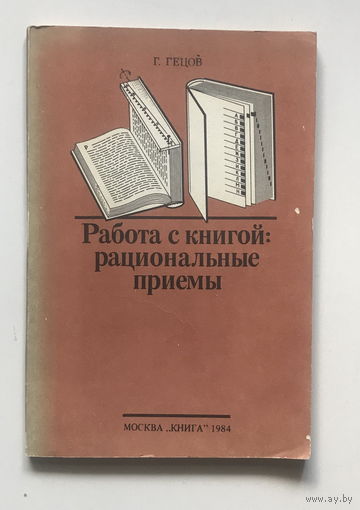 Г. ГЕЦОВ
Работа с книгой:
рациональные
приемы
МОСКВА „КНИГА" 1984
www.ay.by